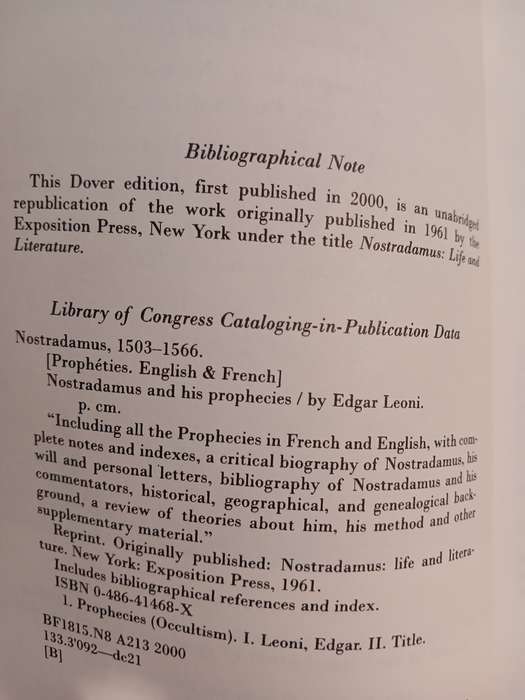 Bibliographical Note
This Dover edition, first published in 2000, is an unabridged
republication of the work originally published in 1961 by the
Exposition Press, New York under the title Nostradamus: Life and
Literature.
Library of Congress Cataloging-in-Publication Data
Nostradamus, 1503–1566.
[Prophéties. English & French]
Nostradamus and his prophecies / by Edgar Leoni.
p. cm.
“Including all the Prophecies in French and English, with com-
plete notes and indexes, a critical biography of Nostradamus, his
will and personal letters, bibliography of Nostradamus and his
commentators, historical, geographical, and genealogical back-
ground, a review of theories about him, his method and other
supplementary material.”
Reprint. Originally published: Nostradamus: life and litera-
ture. New York: Exposition Press, 1961.
Includes bibliographical references and index.
ISBN 0-486-41468-X
1. Prophecies (Occultism). I. Leoni, Edgar. II. Title.
BF1815.N8 A213 2000
133.3'092—dc21
[B]